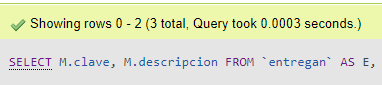 Showing rows 0 - 2 (3 total, Query took 0.0003 seconds.)
SELECT M.clave, M.descripcion FROM `entregan` AS E,